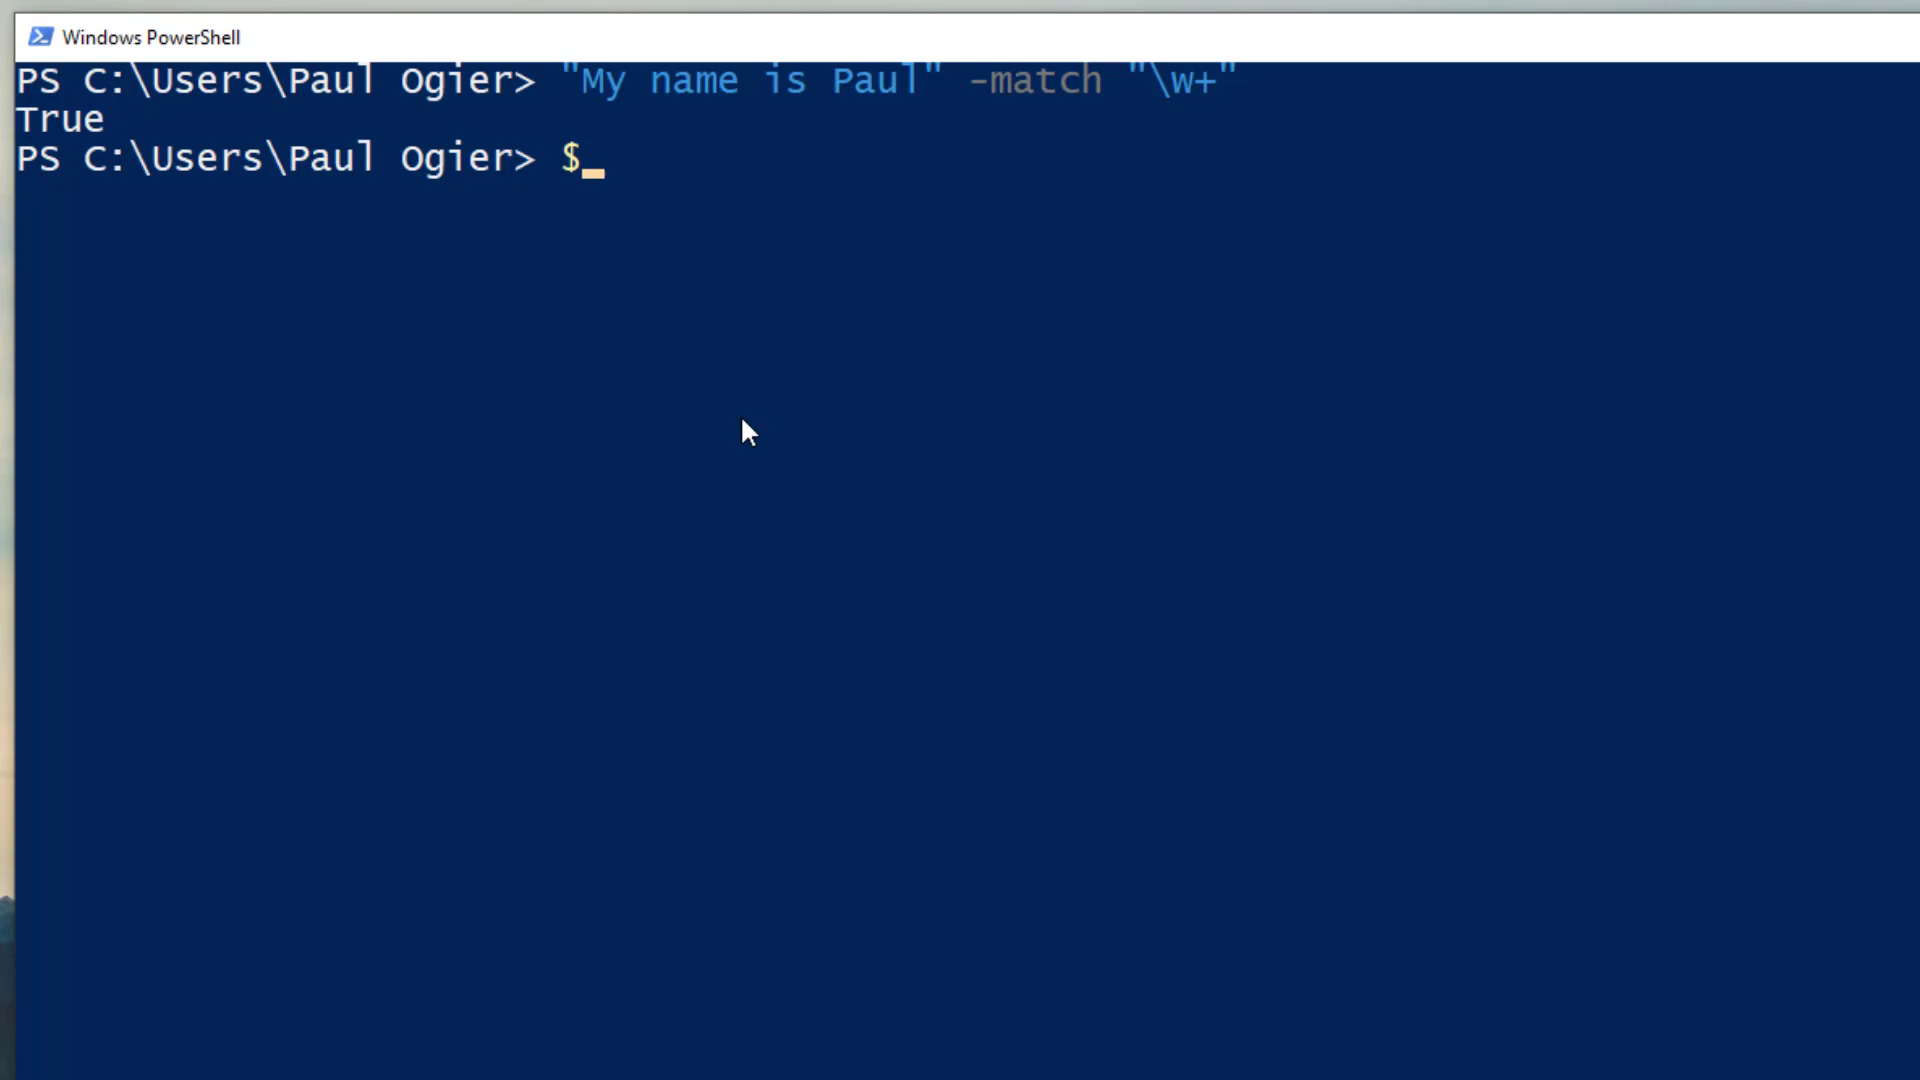 Windows PowerShell
PS C:\Users\Paul Ogier> "My name is Paul" -match "\w+"
True
PS C:\Users\Paul Ogier> $